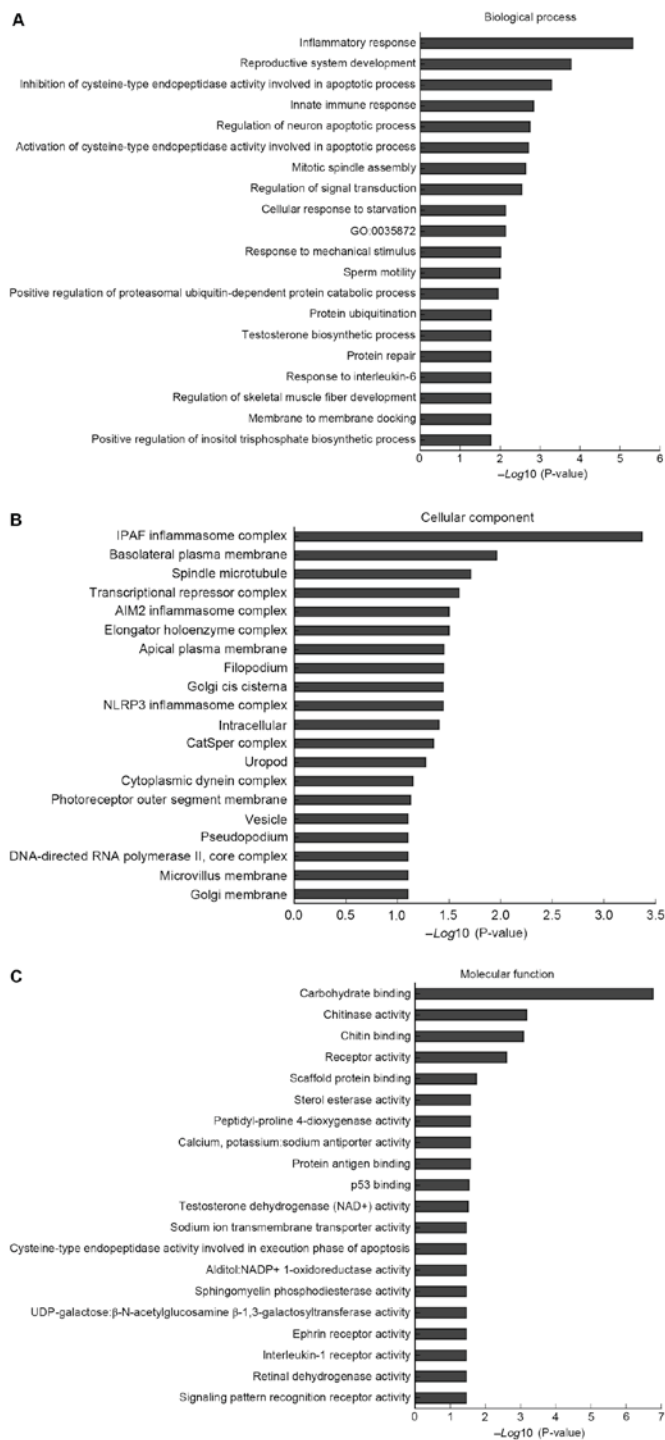 A
Biological process
Inflammatory response
Reproductive system development
Inhibition of cysteine-type endopeptidase activity involved in apoptotic process
Innate immune response
Regulation of neuron apoptotic process
Activation of cysteine-type endopeptidase activity involved in apoptotic process
Mitotic spindle assembly
Regulation of signal transduction
Cellular response to starvation
GO:0035872
Response to mechanical stimulus
Sperm motility
Positive regulation of proteasomal ubiquitin-dependent protein catabolic process
Protein ubiquitination
Testosterone biosynthetic process
Protein repair
Response to interleukin-6
Regulation of skeletal muscle fiber development
Membrane to membrane docking
Positive regulation of inositol trisphosphate biosynthetic process
0 1 2 3 4 5 6
–Log10 (P-value)
B
Cellular component
IPAF inflammasome complex
Basolateral plasma membrane
Spindle microtubule
Transcriptional repressor complex
AIM2 inflammasome complex
Elongator holoenzyme complex
Apical plasma membrane
Filopodium
Golgi cis cisterna
NLRP3 inflammasome complex
Intracellular
CatSper complex
Uropod
Cytoplasmic dynein complex
Photoreceptor outer segment membrane
Vesicle
Pseudopodium
DNA-directed RNA polymerase II, core complex
Microvillus membrane
Golgi membrane
0.0 0.5 1.0 1.5 2.0 2.5 3.0 3.5
–Log10 (P-value)
C
Molecular function
Carbohydrate binding
Chitinase activity
Chitin binding
Receptor activity
Scaffold protein binding
Sterol esterase activity
Peptidyl-proline 4-dioxygenase activity
Calcium, potassium:sodium antiporter activity
Protein antigen binding
p53 binding
Testosterone dehydrogenase (NAD+) activity
Sodium ion transmembrane transporter activity
Cysteine-type endopeptidase activity involved in execution phase of apoptosis
Alditol:NADP+ 1-oxidoreductase activity
Sphingomyelin phosphodiesterase activity
UDP-galactose:β-N-acetylglucosamine β-1,3-galactosyltransferase activity
Ephrin receptor activity
Interleukin-1 receptor activity
Retinal dehydrogenase activity
Signaling pattern recognition receptor activity
0 1 2 3 4 5 6 7
–Log10 (P-value)